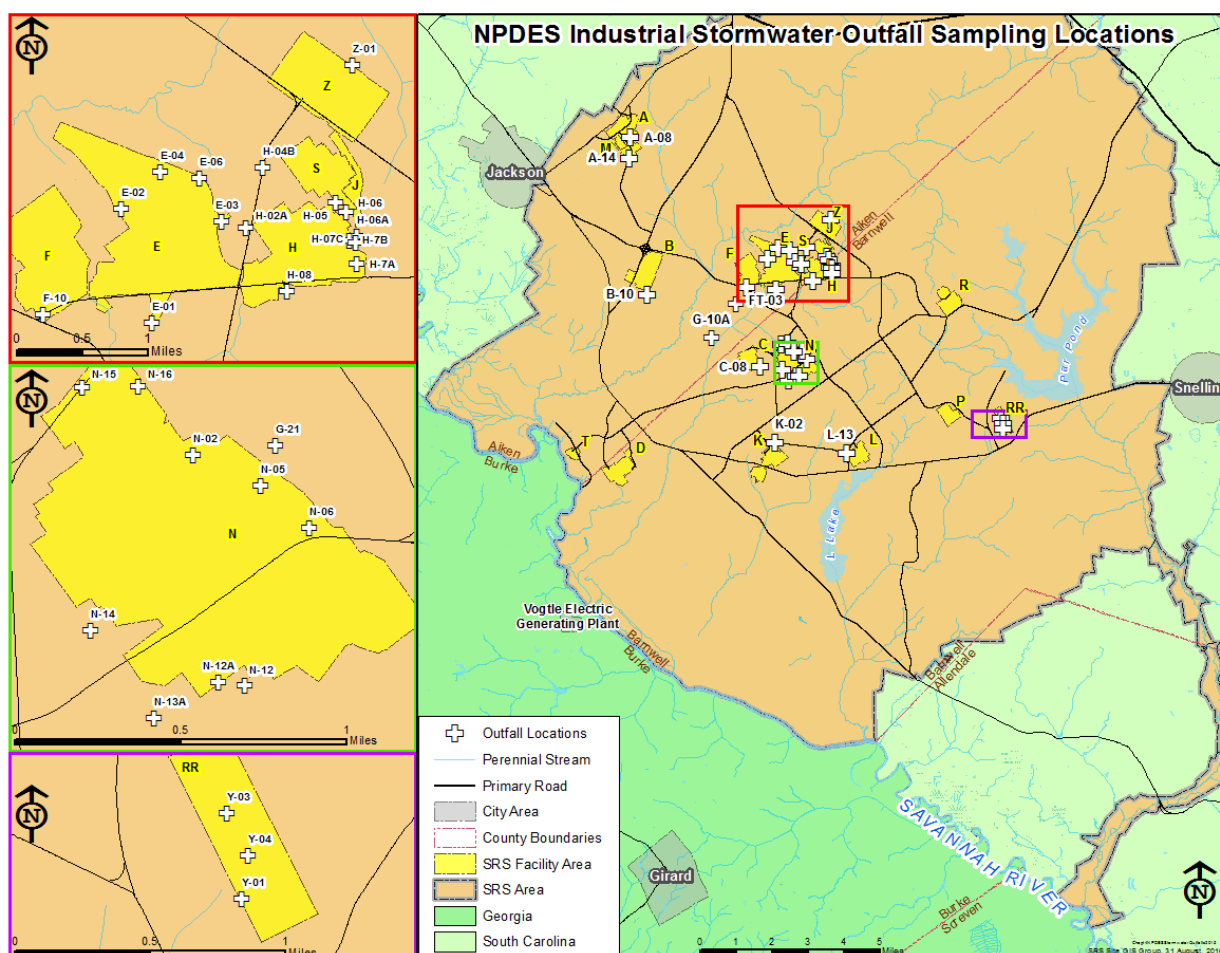 NPDES Industrial Stormwater Outfall Sampling Locations
N
Z-01
Z
E-04
E-06
H-04B
S
J
E-02
E-03
H-02A
H-05
H-06
H-06A
F
E
H
H-07C
H-7B
H-7A
H-08
F-10
E-01
0 0.5 1
Miles
N
N-15
N-16
N-02
G-21
N-05
N-06
N
N-14
N-12A
N-12
N-13A
0 0.5 1
Miles
N
RR
Y-03
Y-04
Y-01
0 0.5 1
Miles
A
A-08
M
A-14
Jackson
Z
J
Aiken
Barnwell
B
E
S
F
H
B-10
FT-03
R
G-10A
Par Pond
C
N
C-08
Snellin
P
RR
K-02
L-13
T
K
L
D
Aiken
Burke
L Lake
Vogtle Electric
Generating Plant
Barnwell
Burke
Barnwell
Allendale
Outfall Locations
Perennial Stream
Primary Road
City Area
County Boundaries
SRS Facility Area
SRS Area
Georgia
South Carolina
Girard
SAVANNAH RIVER
Burke
Screven
N
0 1 2 3 4 5
Miles